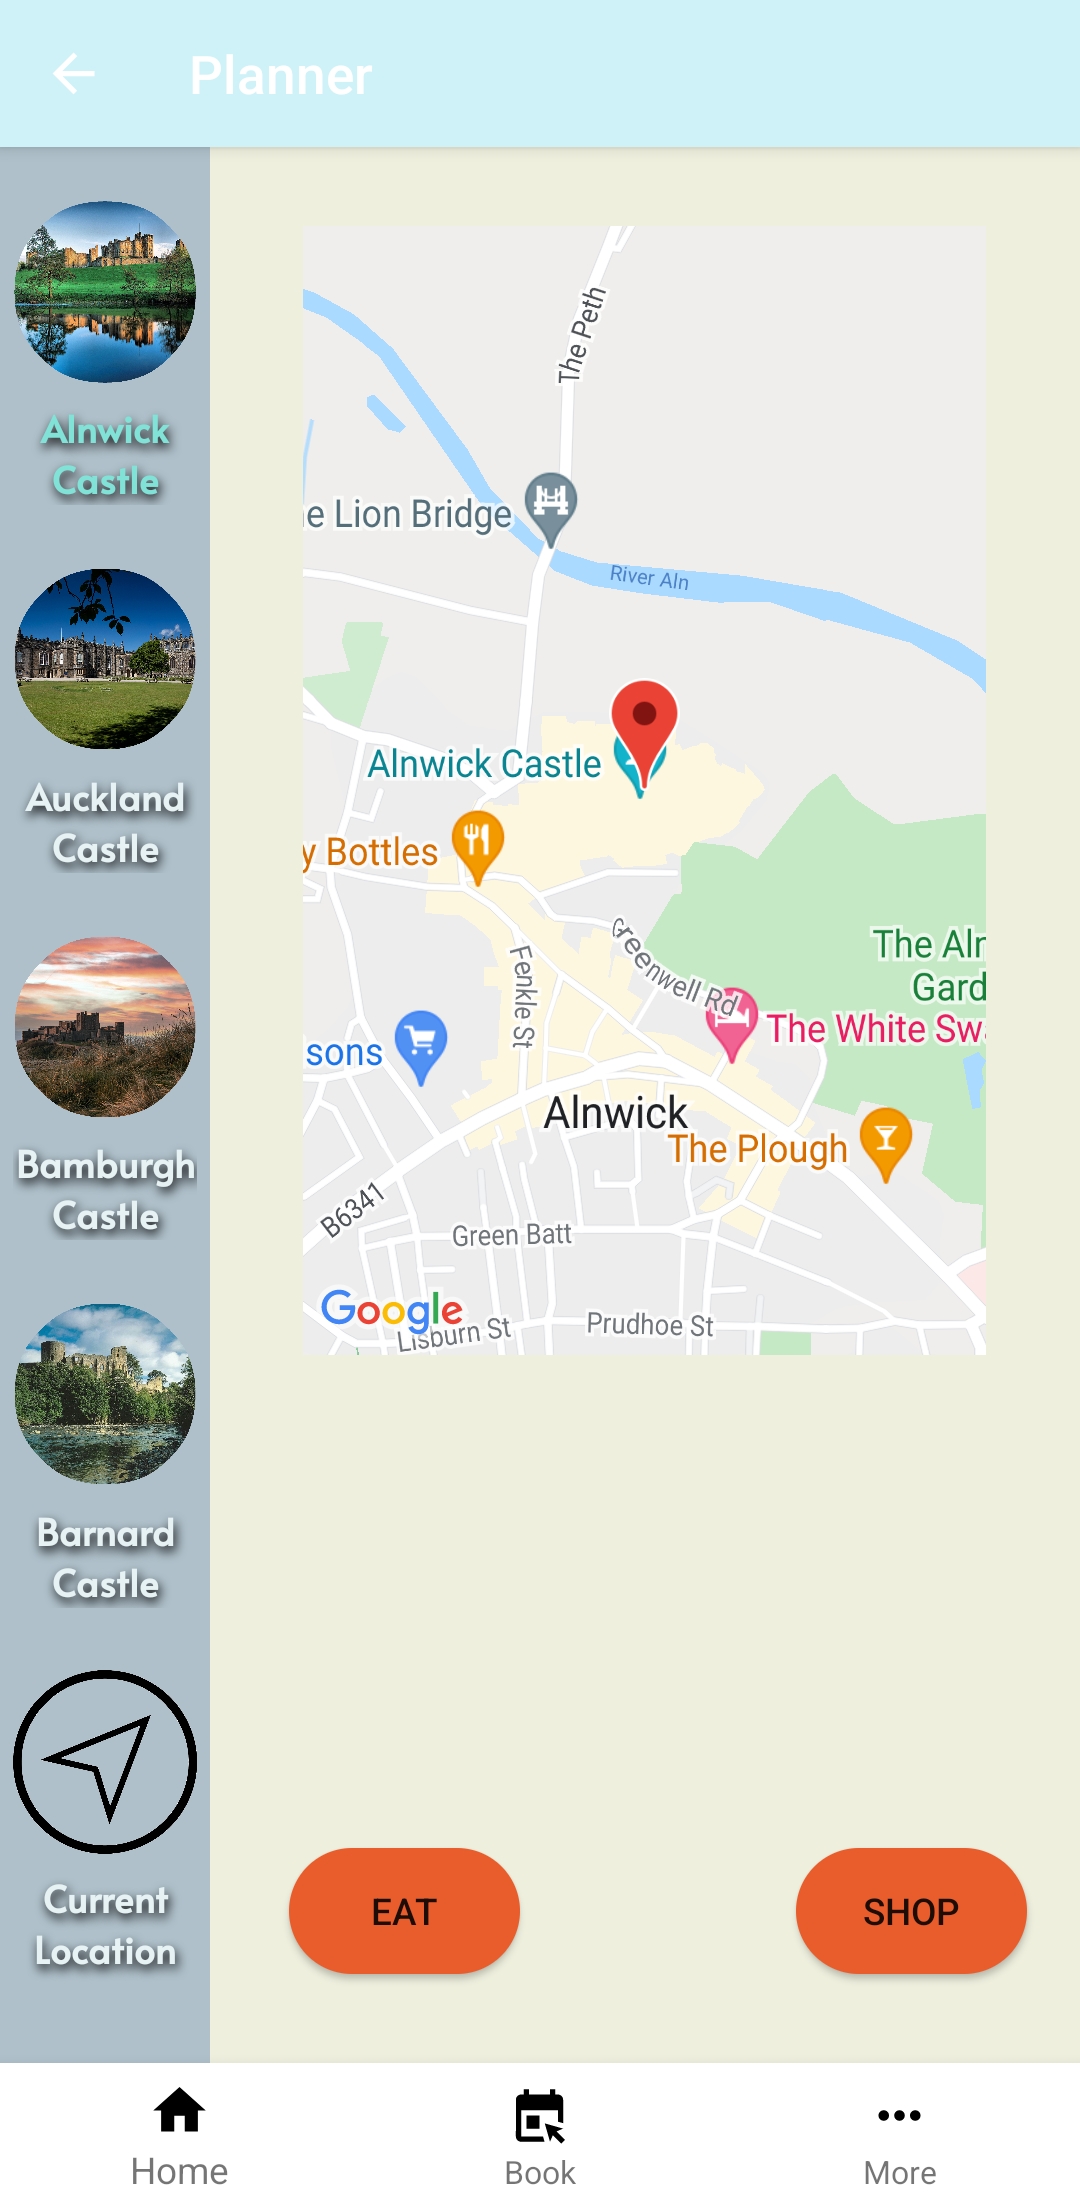 Planner
Alnwick
Castle
Auckland
Castle
Bamburgh
Castle
Barnard
Castle
Current
Location
The Peth
e Lion Bridge
River Aln
Alnwick Castle
y Bottles
Greenwell Rd
Fenkle St
The Aln
Gard
The White Sw
sons
Alnwick
The Plough
B6341
Green Batt
Google
Lisburn St
Prudhoe St
EAT
SHOP
Home
Book
More